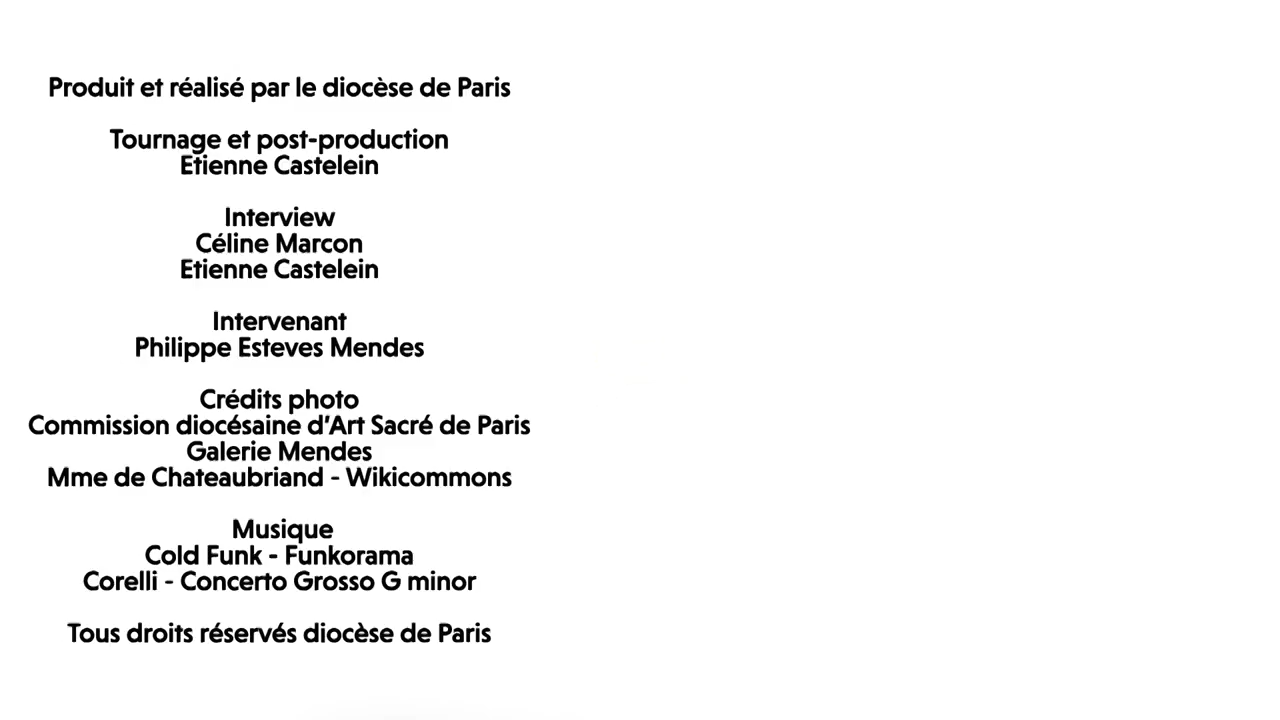 Produit et réalisé par le diocèse de Paris
Tournage et post-production
Etienne Castelein
Interview
Céline Marcon
Etienne Castelein
Intervenant
Philippe Esteves Mendes
Crédits photo
Commission diocésaine d'Art Sacré de Paris
Galerie Mendes
Mme de Chateaubriand - Wikicommons
Musique
Cold Funk - Funkorama
Corelli - Concerto Grosso G minor
Tous droits réservés diocèse de Paris